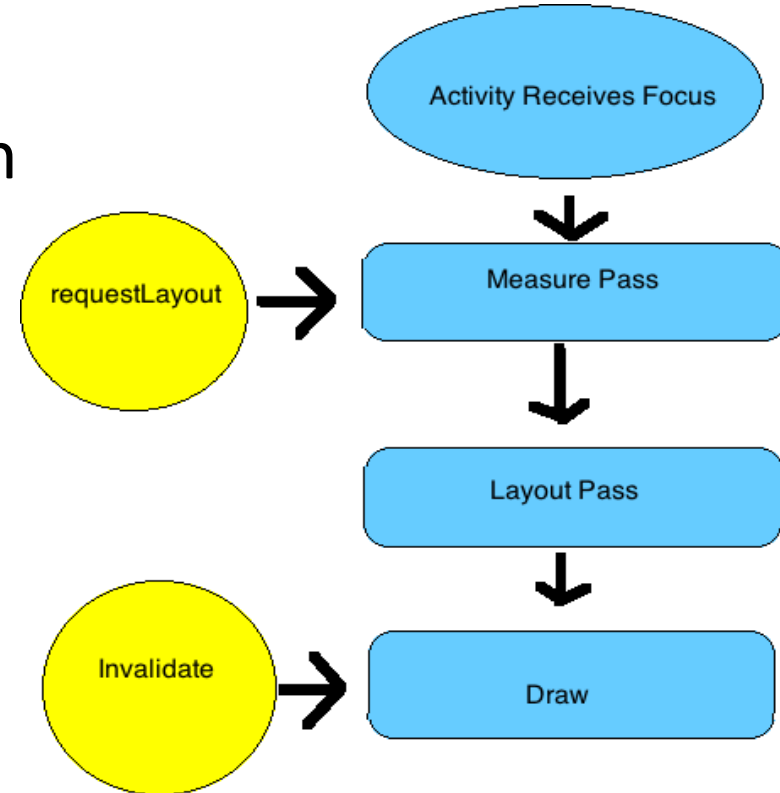 Activity Receives Focus
n
requestLayout
Measure Pass
Layout Pass
Invalidate
Draw